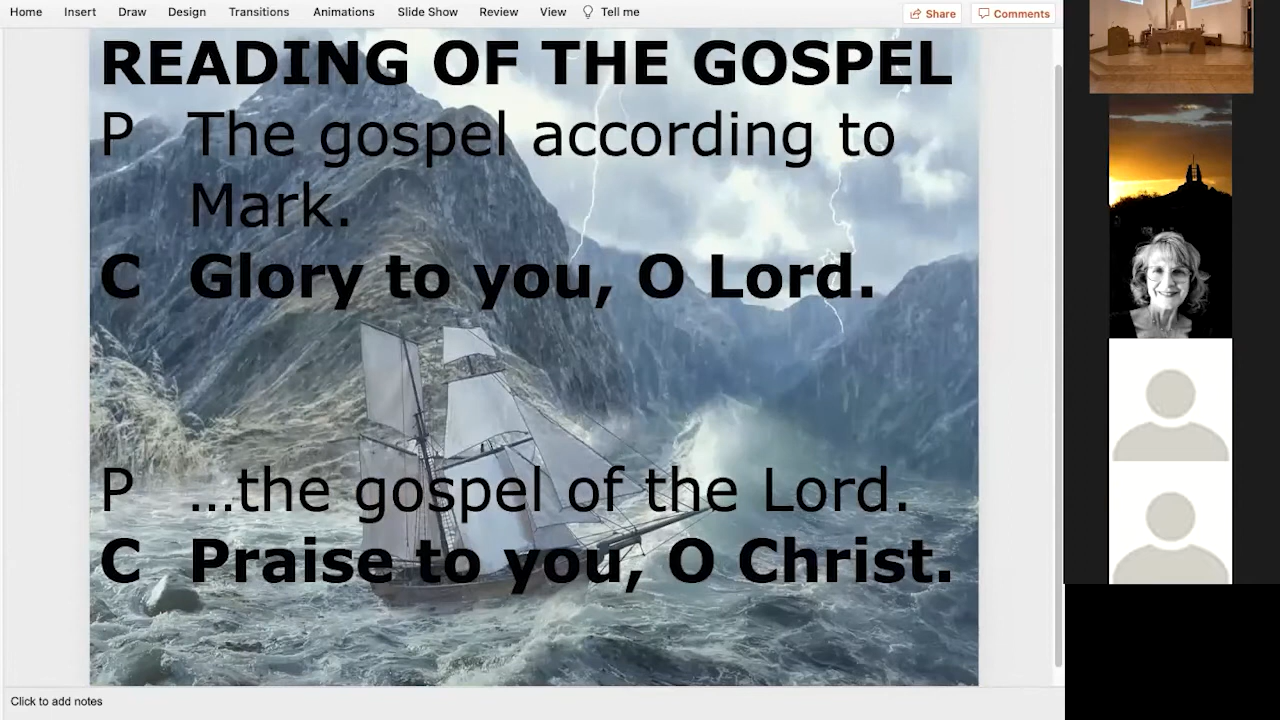 Home Insert Draw Design Transitions Animations Slide Show Review View Tell me Share Comments
READING OF THE GOSPEL
P The gospel according to
Mark.
C Glory to you, O Lord.
P ...the gospel of the Lord.
C Praise to you, O Christ.
Click to add notes